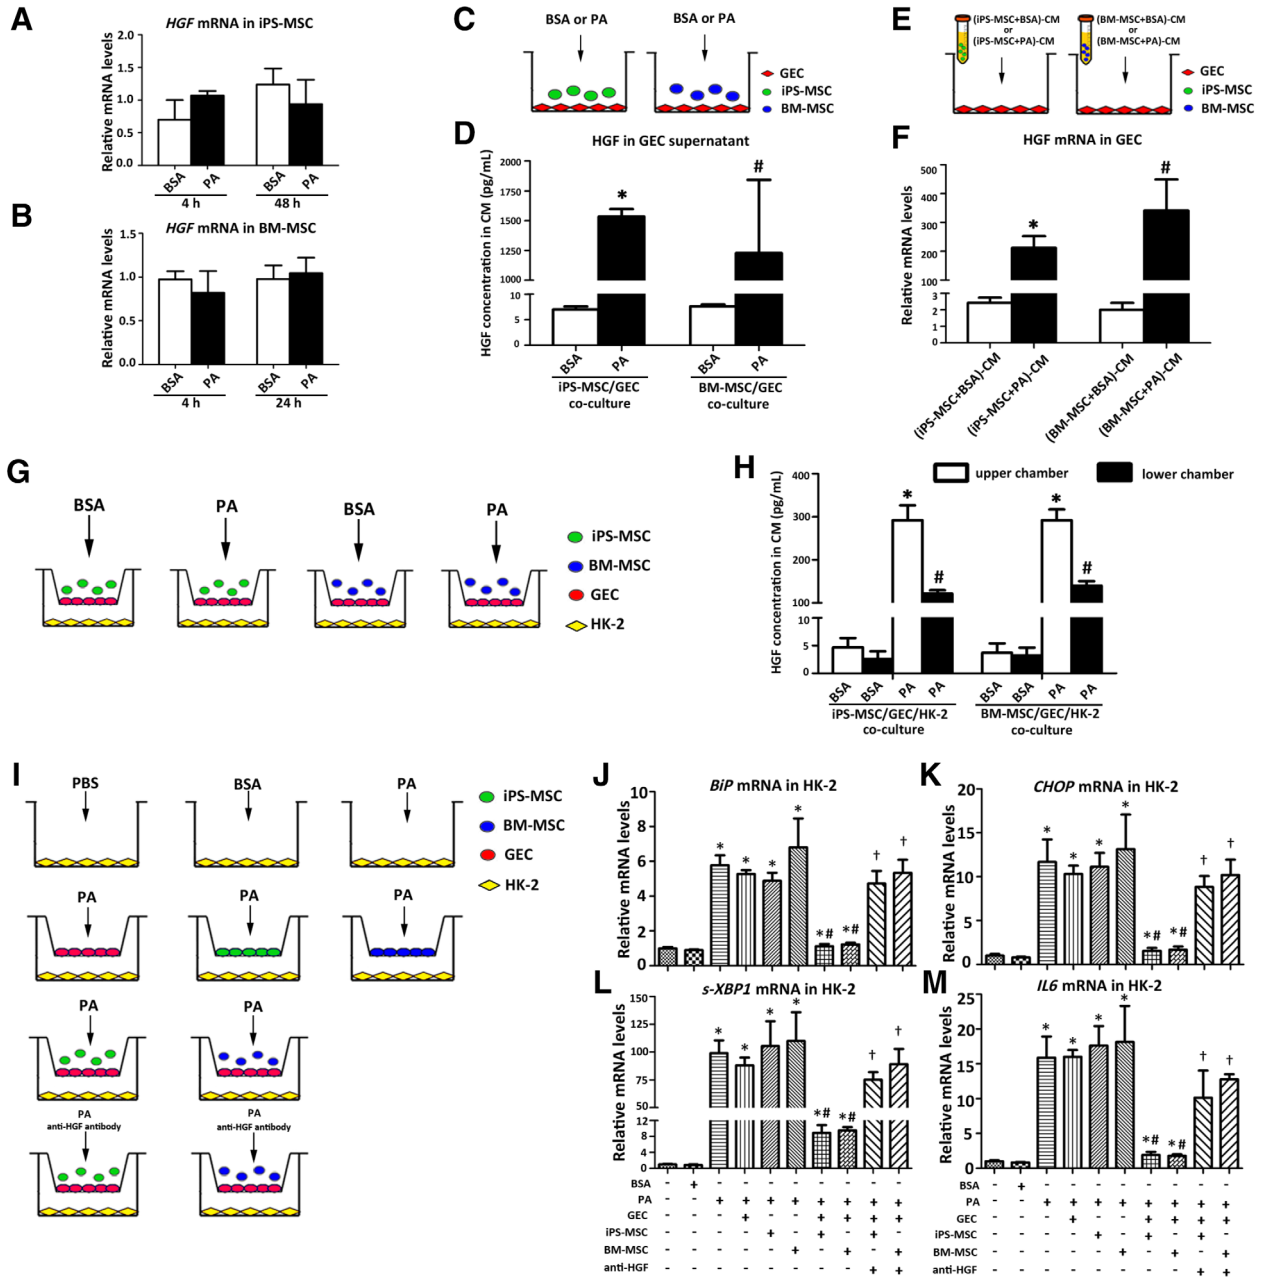 A
HGF mRNA in iPS-MSC
Relative mRNA levels
2.0
1.5
1.0
0.5
0.0
BSA PA BSA PA
4 h 48 h
B
HGF mRNA in BM-MSC
Relative mRNA levels
1.5
1.0
0.5
0.0
BSA PA BSA PA
4 h 24 h
C
BSA or PA BSA or PA
GEC
iPS-MSC
BM-MSC
D
HGF in GEC supernatant
HGF concentration in CM (pg/mL)
2000
1750
1500
1250
1000
10
5
0
* #
BSA PA BSA PA
iPS-MSC/GEC co-culture
BM-MSC/GEC co-culture
E
(iPS-MSC+BSA)-CM
or
(iPS-MSC+PA)-CM
(BM-MSC+BSA)-CM
or
(BM-MSC+PA)-CM
GEC
iPS-MSC
BM-MSC
F
HGF mRNA in GEC
Relative mRNA levels
500
400
300
200
100
3
2
1
0
* #
(iPS-MSC+BSA)-CM
(iPS-MSC+PA)-CM
(BM-MSC+BSA)-CM
(BM-MSC+PA)-CM
G
BSA PA BSA PA
iPS-MSC
BM-MSC
GEC
HK-2
H
upper chamber lower chamber
HGF concentration in CM (pg/mL)
400
300
200
100
10
5
0
* # * #
BSA BSA PA PA BSA BSA PA PA
iPS-MSC/GEC/HK-2 co-culture
BM-MSC/GEC/HK-2 co-culture
I
PBS BSA PA
iPS-MSC
BM-MSC
GEC
HK-2
PA PA PA
PA PA
PA
anti-HGF antibody
PA
anti-HGF antibody
J
BiP mRNA in HK-2
Relative mRNA levels
10
8
6
4
2
0
* * * * *# *# † †
K
CHOP mRNA in HK-2
Relative mRNA levels
20
15
10
5
0
* * * * *# *# † †
L
s-XBP1 mRNA in HK-2
Relative mRNA levels
150
125
100
75
50
12
8
4
0
* * * * *# *# † †
BSA - + - - - - - - - -
PA - - + + + + + + + +
GEC - - - + - - + + + +
iPS-MSC - - - - + - + - + -
BM-MSC - - - - - + - + - +
anti-HGF - - - - - - - - + +
M
IL6 mRNA in HK-2
Relative mRNA levels
25
20
15
10
5
0
* * * * *# *# † †
BSA - + - - - - - - - -
PA - - + + + + + + + +
GEC - - - + - - + + + +
iPS-MSC - - - - + - + - + -
BM-MSC - - - - - + - + - +
anti-HGF - - - - - - - - + +